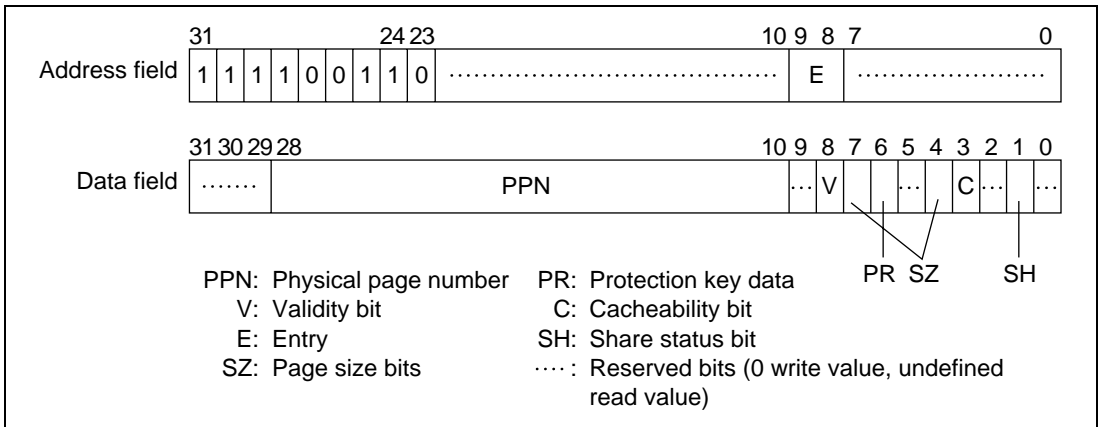 31 24 23 10 9 8 7 0
Address field 1 1 1 1 0 0 1 1 0 ············ E ············
31 30 29 28 10 9 8 7 6 5 4 3 2 1 0
Data field ······· PPN ··· V ··· C ··· ···
PR SZ SH
PPN: Physical page number PR: Protection key data
V: Validity bit C: Cacheability bit
E: Entry SH: Share status bit
SZ: Page size bits ····: Reserved bits (0 write value, undefined
read value)